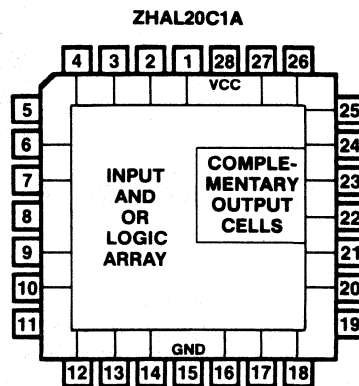 ZHAL20C1A
4 3 2 1 28 27 26
VCC
5
6
7
8
9
10
11
25
24
23
22
21
20
19
INPUT
AND
OR
LOGIC
ARRAY
COMPLE-
MENTARY
OUTPUT
CELLS
GND
12 13 14 15 16 17 18